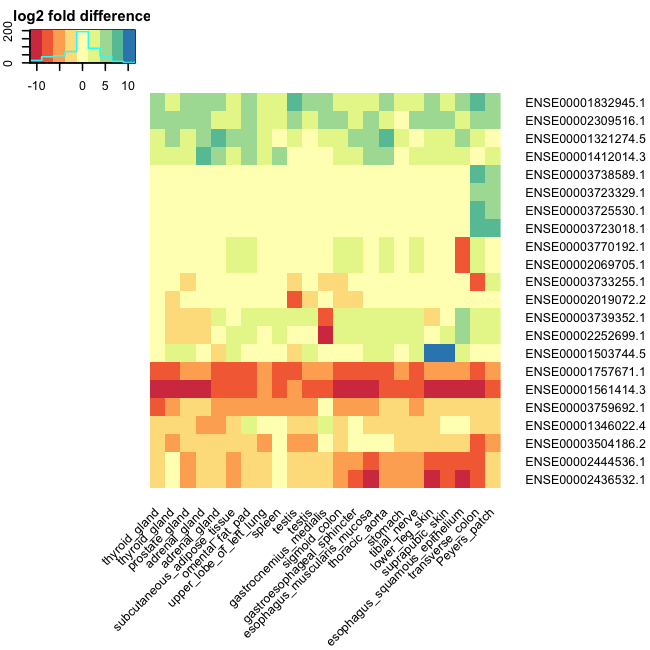 log2 fold difference
200
0
-10 0 5 10
ENSE00001832945.1
ENSE00002309516.1
ENSE00001321274.5
ENSE00001412014.3
ENSE00003738589.1
ENSE00003723329.1
ENSE00003725530.1
ENSE00003723018.1
ENSE00003770192.1
ENSE00002069705.1
ENSE00003733255.1
ENSE00002019072.2
ENSE00003739352.1
ENSE00002252699.1
ENSE00001503744.5
ENSE00001757671.1
ENSE00001561414.3
ENSE00003759692.1
ENSE00001346022.4
ENSE00003504186.2
ENSE00002444536.1
ENSE00002436532.1
thyroid_gland
thyroid_gland
prostate_gland
adrenal_gland
adrenal_gland
subcutaneous_adipose_tissue
omental_fat_pad
upper_lobe_of_left_lung
spleen
testis
testis
gastrocnemius_medialis
sigmoid_colon
gastroesophageal_sphincter
esophagus_muscularis_mucosa
thoracic_aorta
stomach
tibial_nerve
lower_leg_skin
suprapubic_skin
esophagus_squamous_epithelium
transverse_colon
Peyers_patch